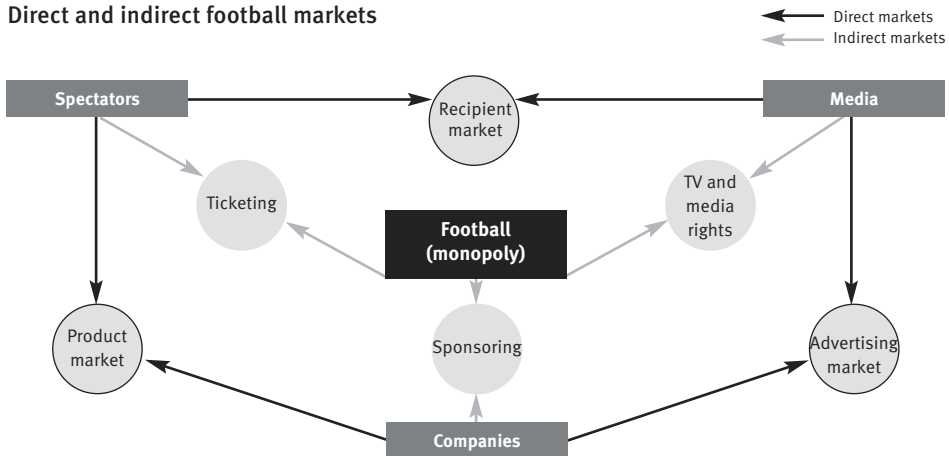 Direct and indirect football markets
Direct markets
Indirect markets
Spectators
Recipient
market
Media
Ticketing
TV and
media
rights
Football
(monopoly)
Product
market
Sponsoring
Advertising
market
Companies